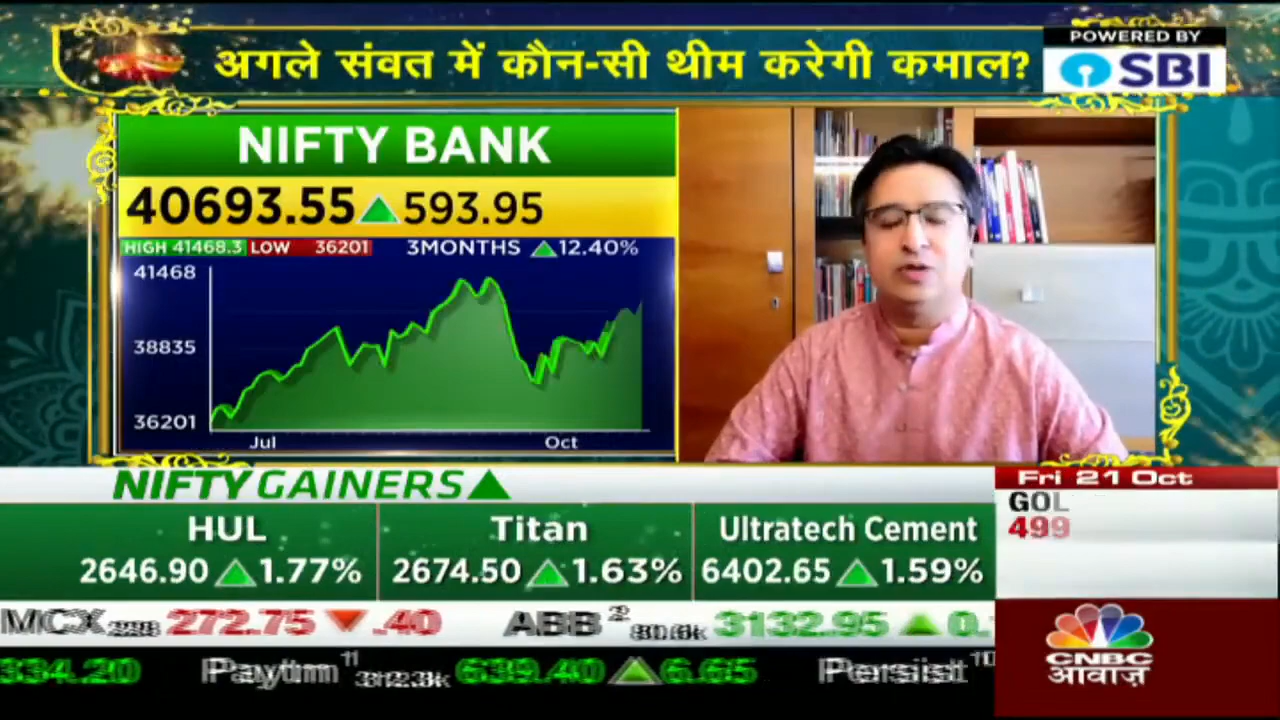 अगले संवत में कौन-सी थीम करेगी कमाल?
POWERED BY
SBI
NIFTY BANK
40693.55 ▲ 593.95
HIGH 41468.3 LOW 36201 3MONTHS ▲ 12.40%
41468
38835
36201
Jul Oct
NIFTY GAINERS ▲
HUL
2646.90 ▲ 1.77%
Titan
2674.50 ▲ 1.63%
Ultratech Cement
6402.65 ▲ 1.59%
Fri 21 Oct
MCX 272.75 ▼ .40 ABB 3132.95 ▲ 0.
334.20 Paytm 639.40 ▲ 6.65 Persist
CNBC
आवाज़